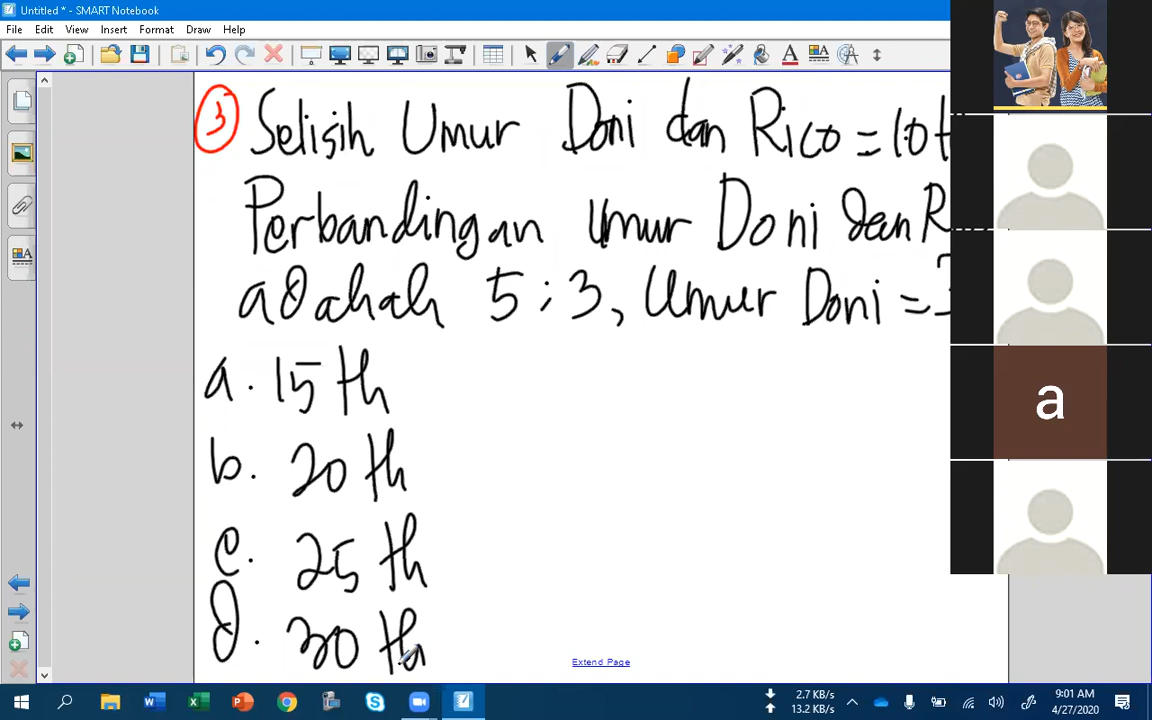 Untitled * - SMART Notebook
File Edit View Insert Format Draw Help
3 Selisih Umur Doni dan Rico = 10 t
Perbandingan Umur Doni dan R
adahah 5 : 3, Umur Doni = ?
a. 15 th
b. 20 th
c. 25 th
d. 30 th
a
Extend Page
2.7 KB/s
13.2 KB/s
9:01 AM
4/27/2020